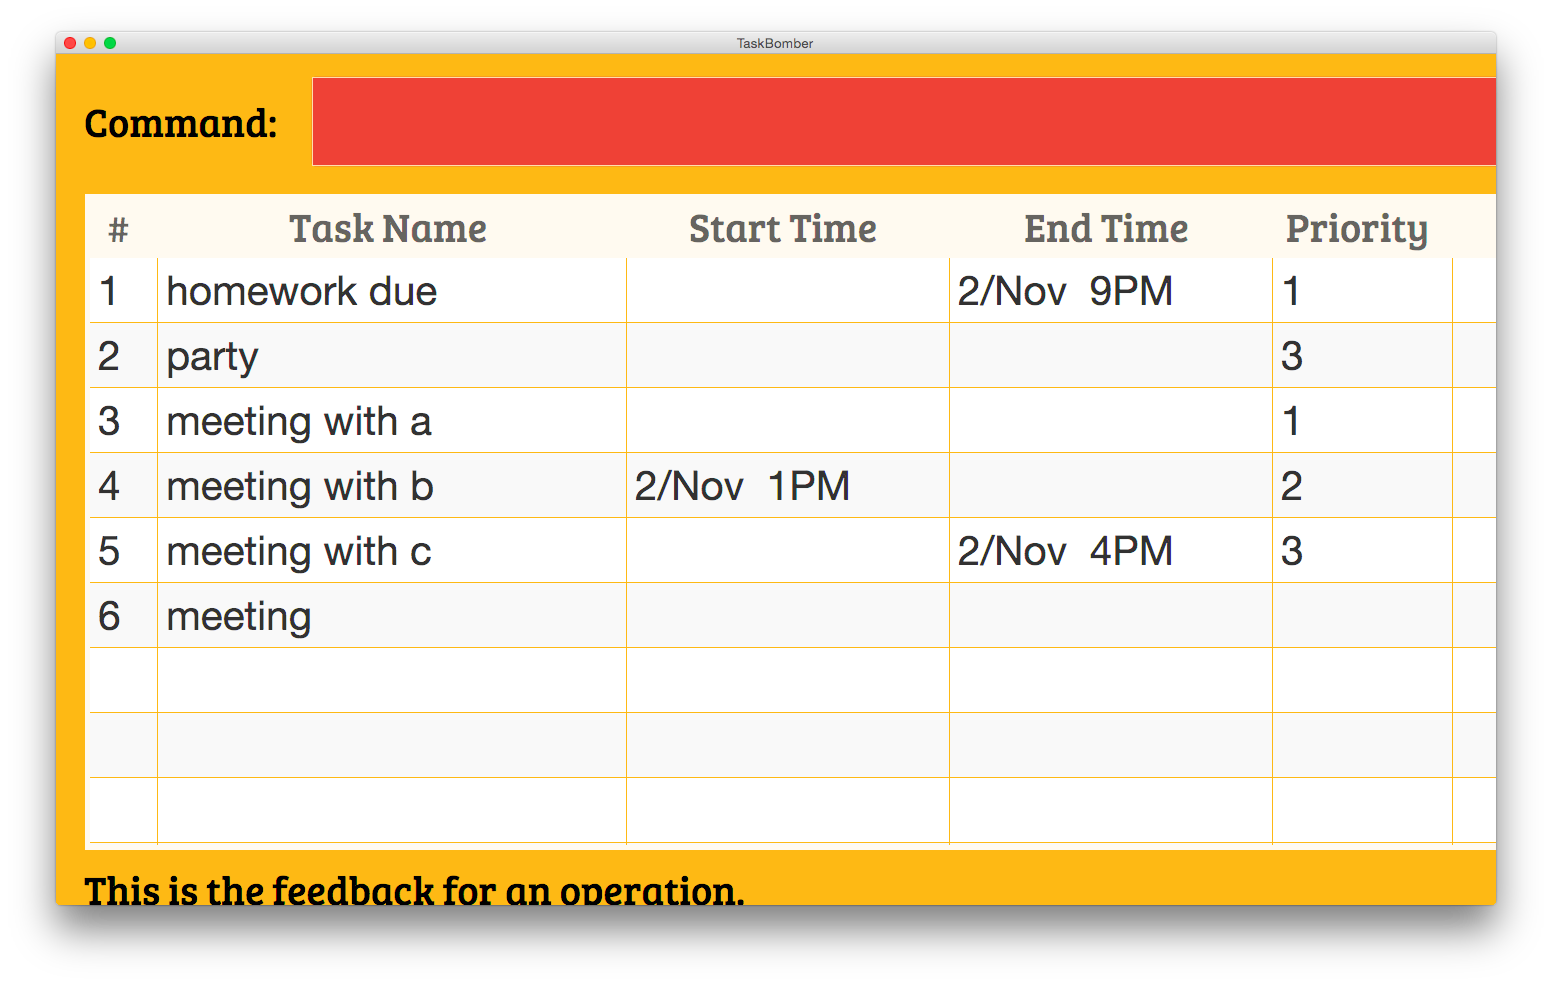 TaskBomber
Command:
# Task Name Start Time End Time Priority
1 homework due 2/Nov 9PM 1
2 party 3
3 meeting with a 1
4 meeting with b 2/Nov 1PM 2
5 meeting with c 2/Nov 4PM 3
6 meeting
This is the feedback for an operation.